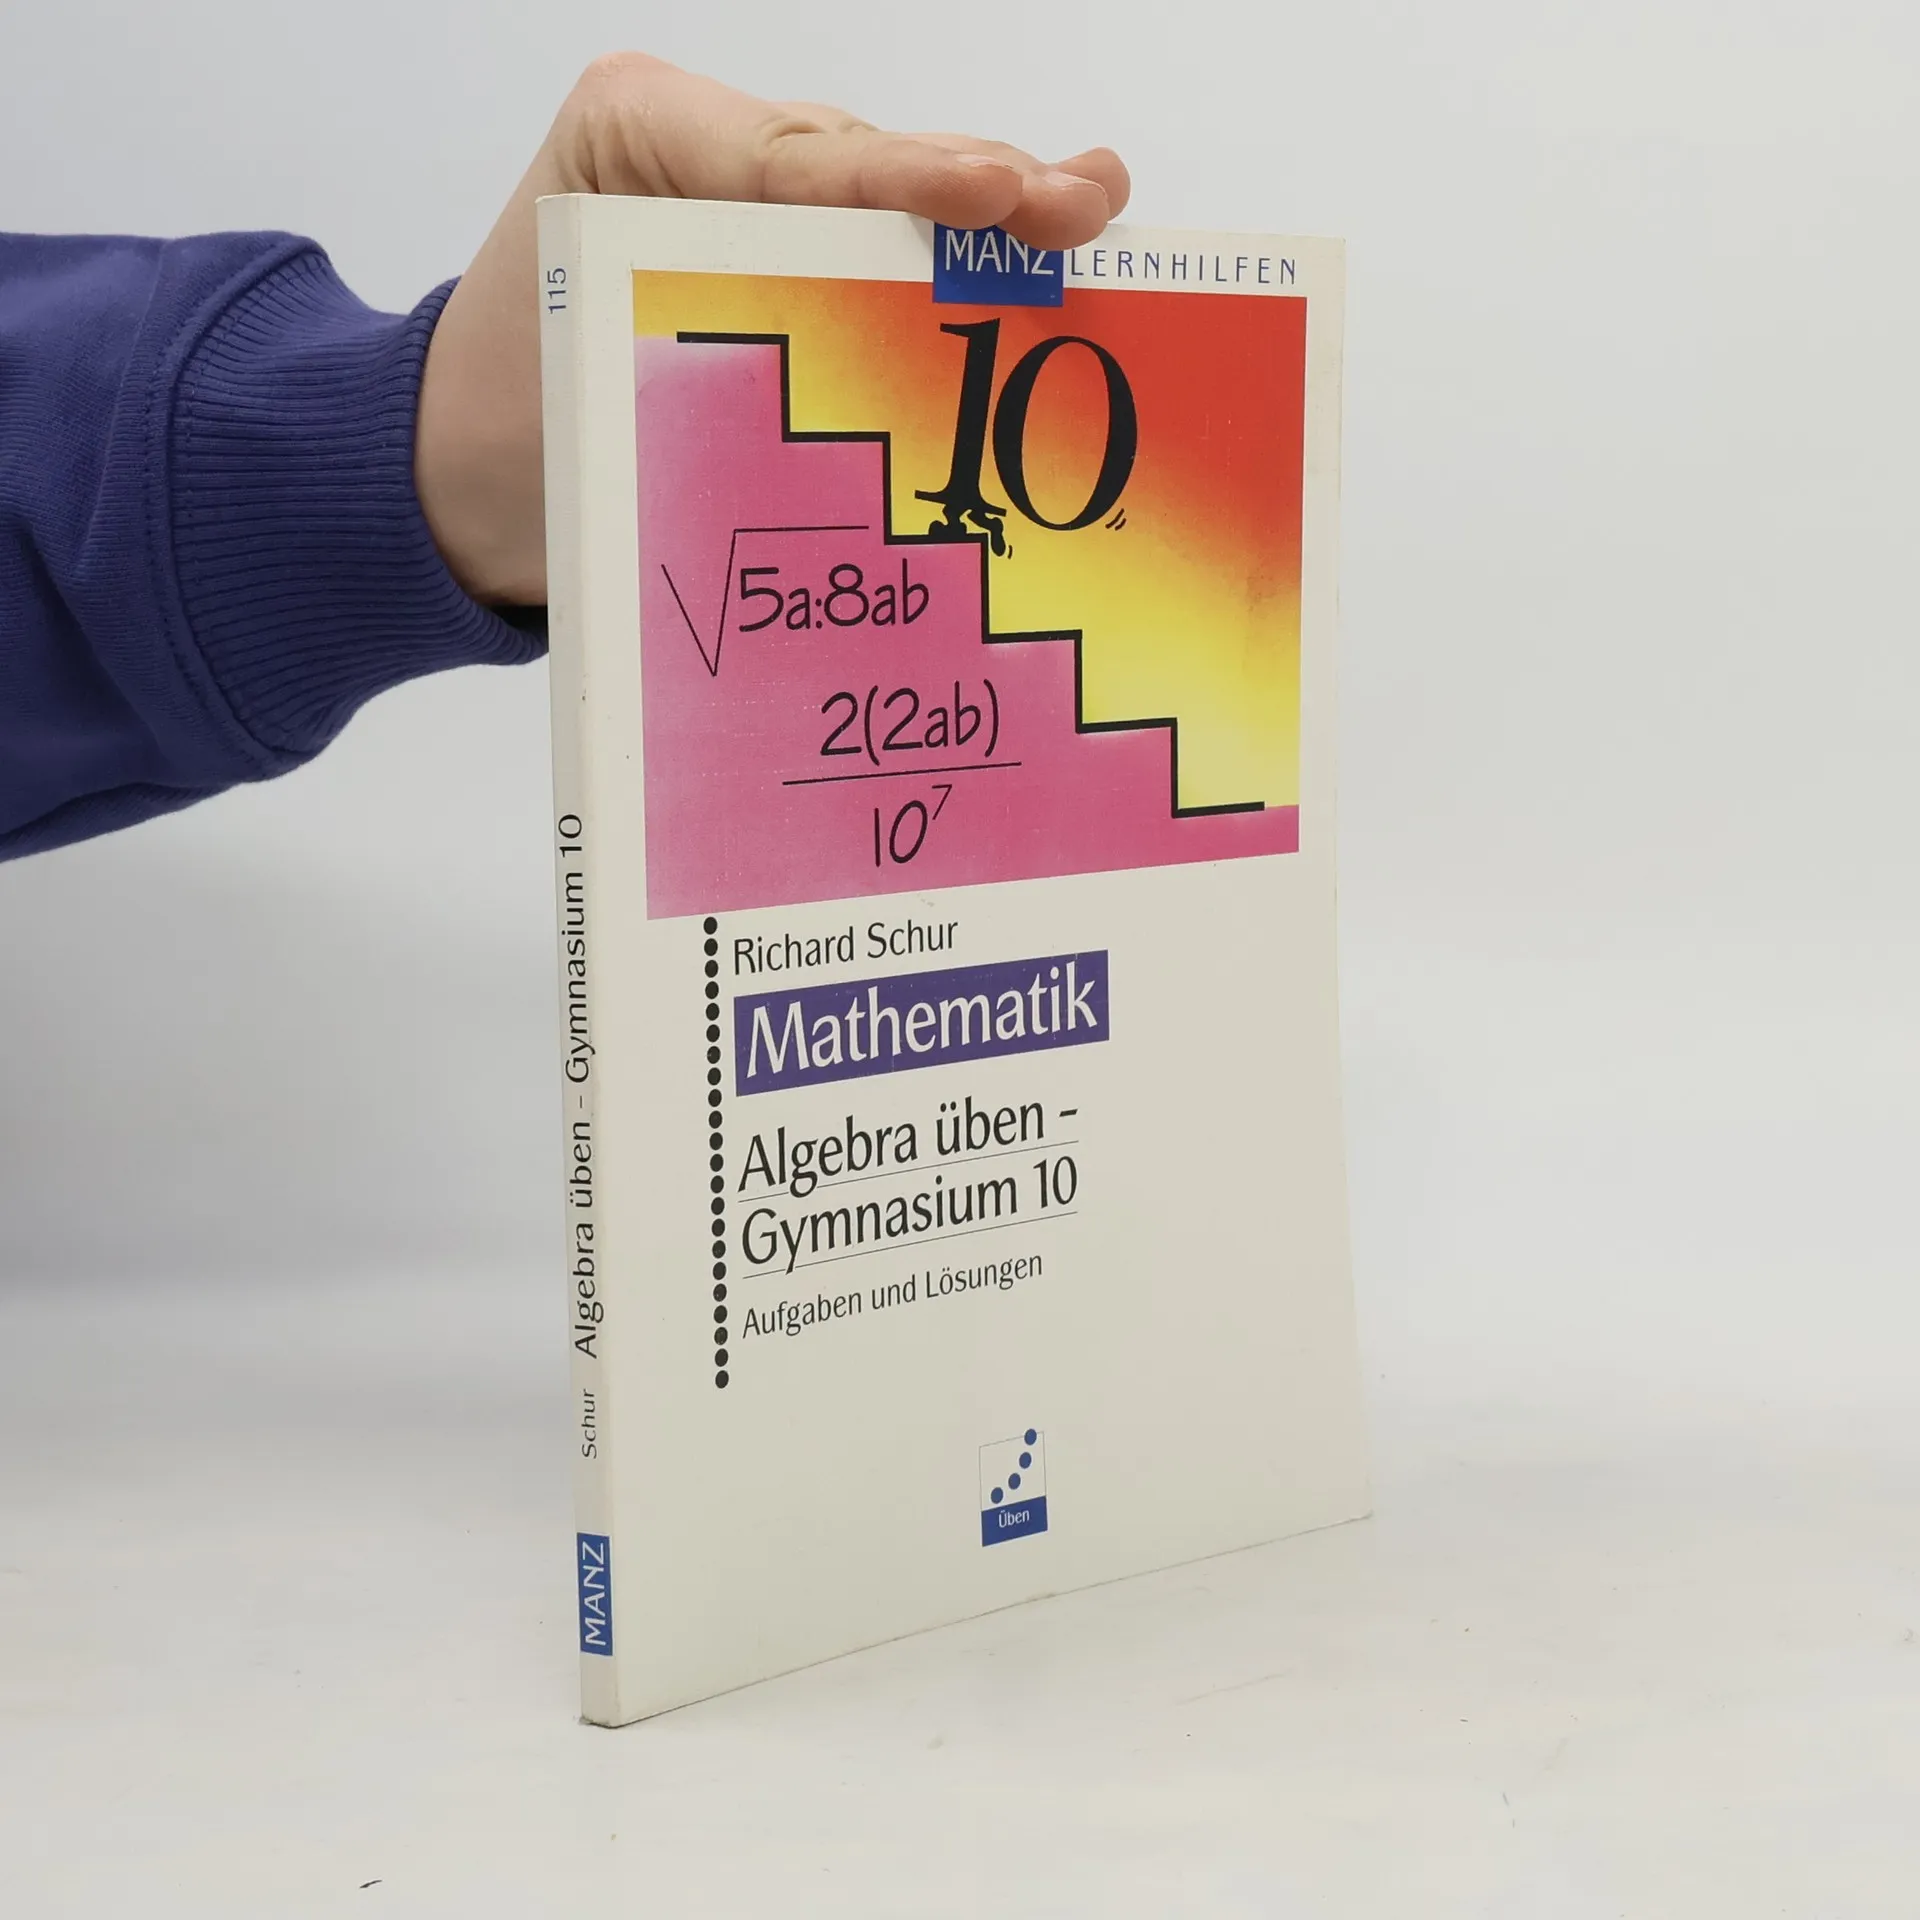 MANZ LERNHILFEN
10
√5a:8ab
2(2ab)
10⁷
Richard Schur
Mathematik
Algebra üben –
Gymnasium 10
Aufgaben und Lösungen
Üben
115
Algebra üben – Gymnasium 10
Schur
MANZ